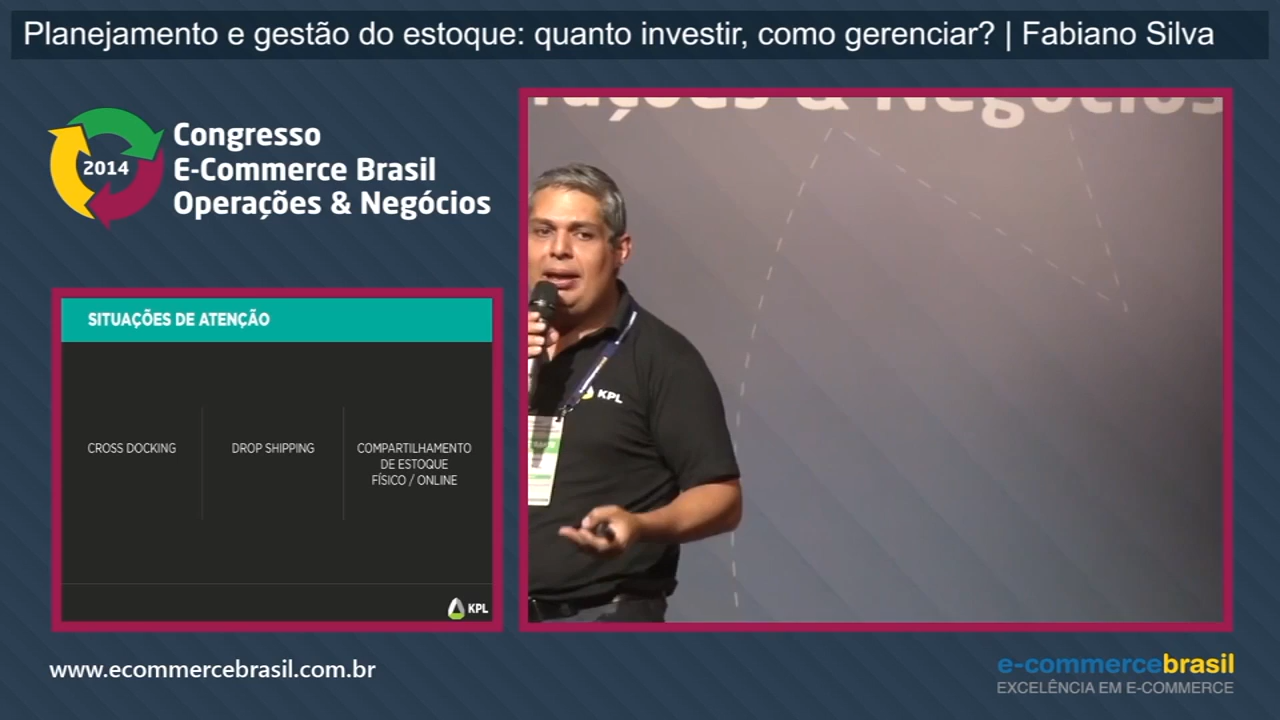 Planejamento e gestão do estoque: quanto investir, como gerenciar? | Fabiano Silva
2014
Congresso
E-Commerce Brasil
Operações & Negócios
rações & Negócios
SITUAÇÕES DE ATENÇÃO
CROSS DOCKING
DROP SHIPPING
COMPARTILHAMENTO
DE ESTOQUE
FÍSICO / ONLINE
KPL
KPL
www.ecommercebrasil.com.br
e-commercebrasil
EXCELÊNCIA EM E-COMMERCE